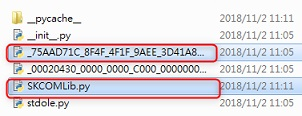 __pycache__ 2018/11/2 11:11
__init__.py 2018/11/2 11:05
_75AAD71C_8F4F_4F1F_9AEE_3D41A8... 2018/11/2 11:11
_00020430_0000_0000_C000_0000000... 2018/11/2 11:05
SKCOMLib.py 2018/11/2 11:11
stdole.py 2018/11/2 11:05